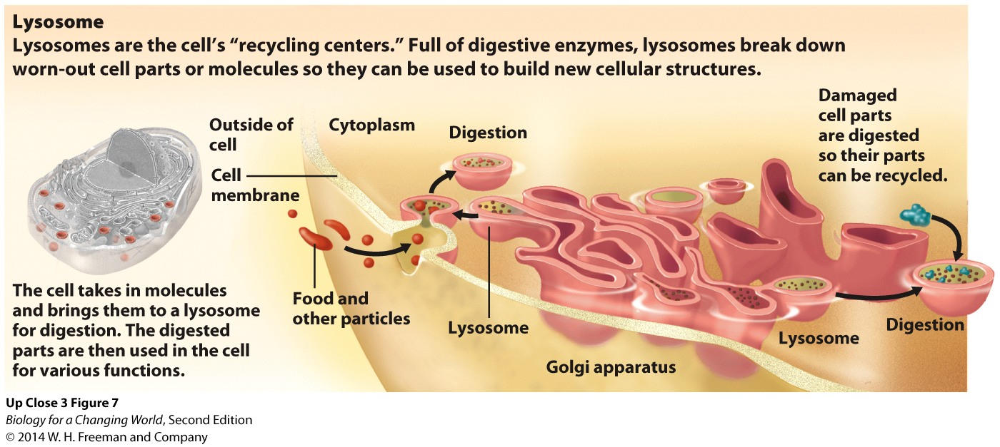 Lysosome
Lysosomes are the cell’s “recycling centers.” Full of digestive enzymes, lysosomes break down
worn-out cell parts or molecules so they can be used to build new cellular structures.
Outside of
cell
Cell
membrane
Cytoplasm
Digestion
Damaged
cell parts
are digested
so their parts
can be recycled.
The cell takes in molecules
and brings them to a lysosome
for digestion. The digested
parts are then used in the cell
for various functions.
Food and
other particles
Lysosome
Golgi apparatus
Lysosome
Digestion
Up Close 3 Figure 7
Biology for a Changing World, Second Edition
© 2014 W. H. Freeman and Company